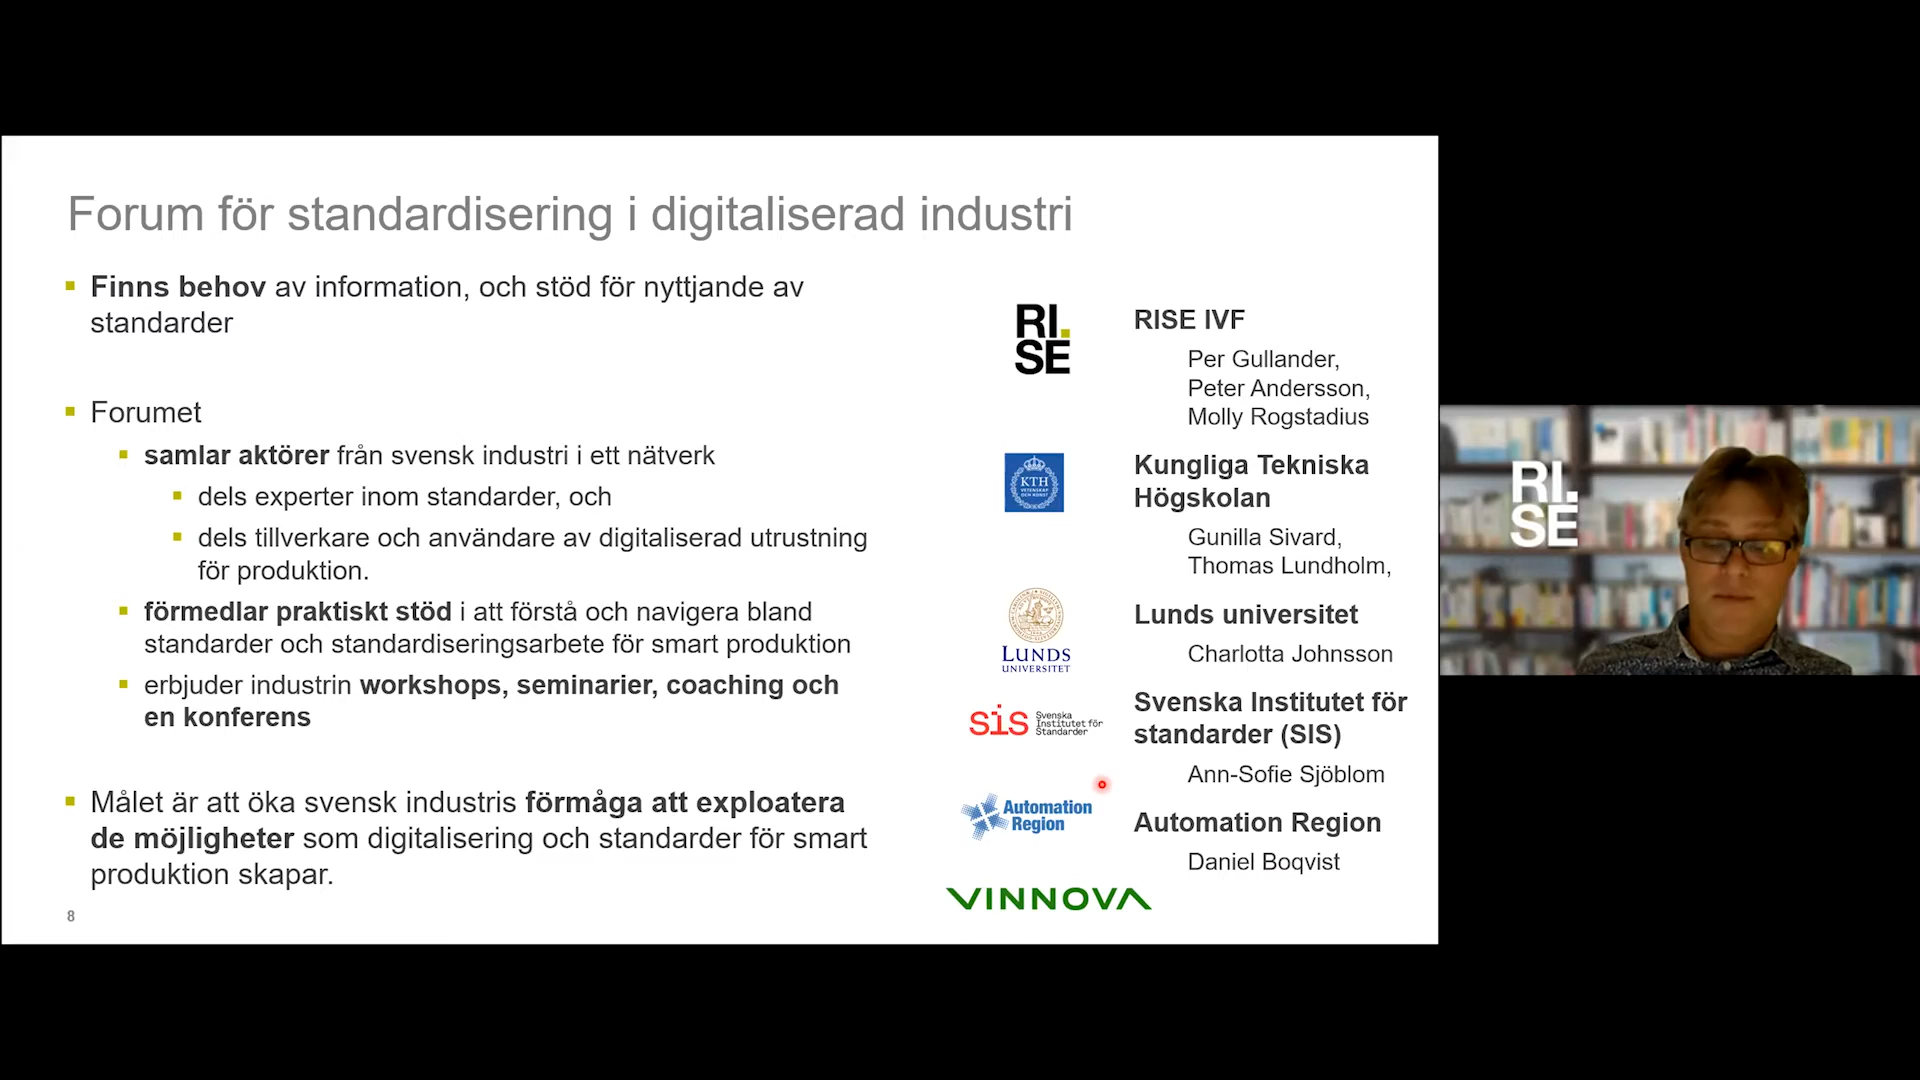 Forum för standardisering i digitaliserad industri
Finns behov av information, och stöd för nyttjande av
standarder
Forumet
samlar aktörer från svensk industri i ett nätverk
dels experter inom standarder, och
dels tillverkare och användare av digitaliserad utrustning
för produktion.
förmedlar praktiskt stöd i att förstå och navigera bland
standarder och standardiseringsarbete för smart produktion
erbjuder industrin workshops, seminarier, coaching och
en konferens
Målet är att öka svensk industris förmåga att exploatera
de möjligheter som digitalisering och standarder för smart
produktion skapar.
8
RI.
SE
RISE IVF
Per Gullander,
Peter Andersson,
Molly Rogstadius
KTH
VETENSKAP
OCH KONST
Kungliga Tekniska
Högskolan
Gunilla Sivard,
Thomas Lundholm,
LUNDS
UNIVERSITET
Lunds universitet
Charlotta Johnsson
sis
Svenska
Institutet för
Standarder
Svenska Institutet för
standarder (SIS)
Ann-Sofie Sjöblom
Automation
Region
Automation Region
Daniel Boqvist
VINNOVA
RI.
SE